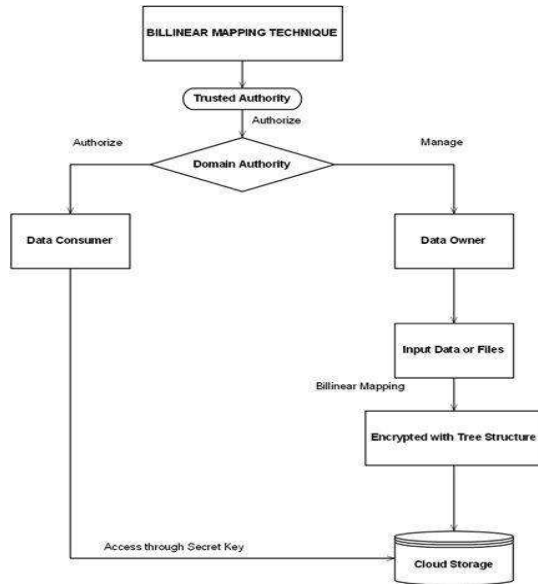 BILLINEAR MAPPING TECHNIQUE
Trusted Authority
Authorize
Authorize
Manage
Domain Authority
Data Consumer
Data Owner
Input Data or Files
Billinear Mapping
Encrypted with Tree Structure
Access through Secret Key
Cloud Storage